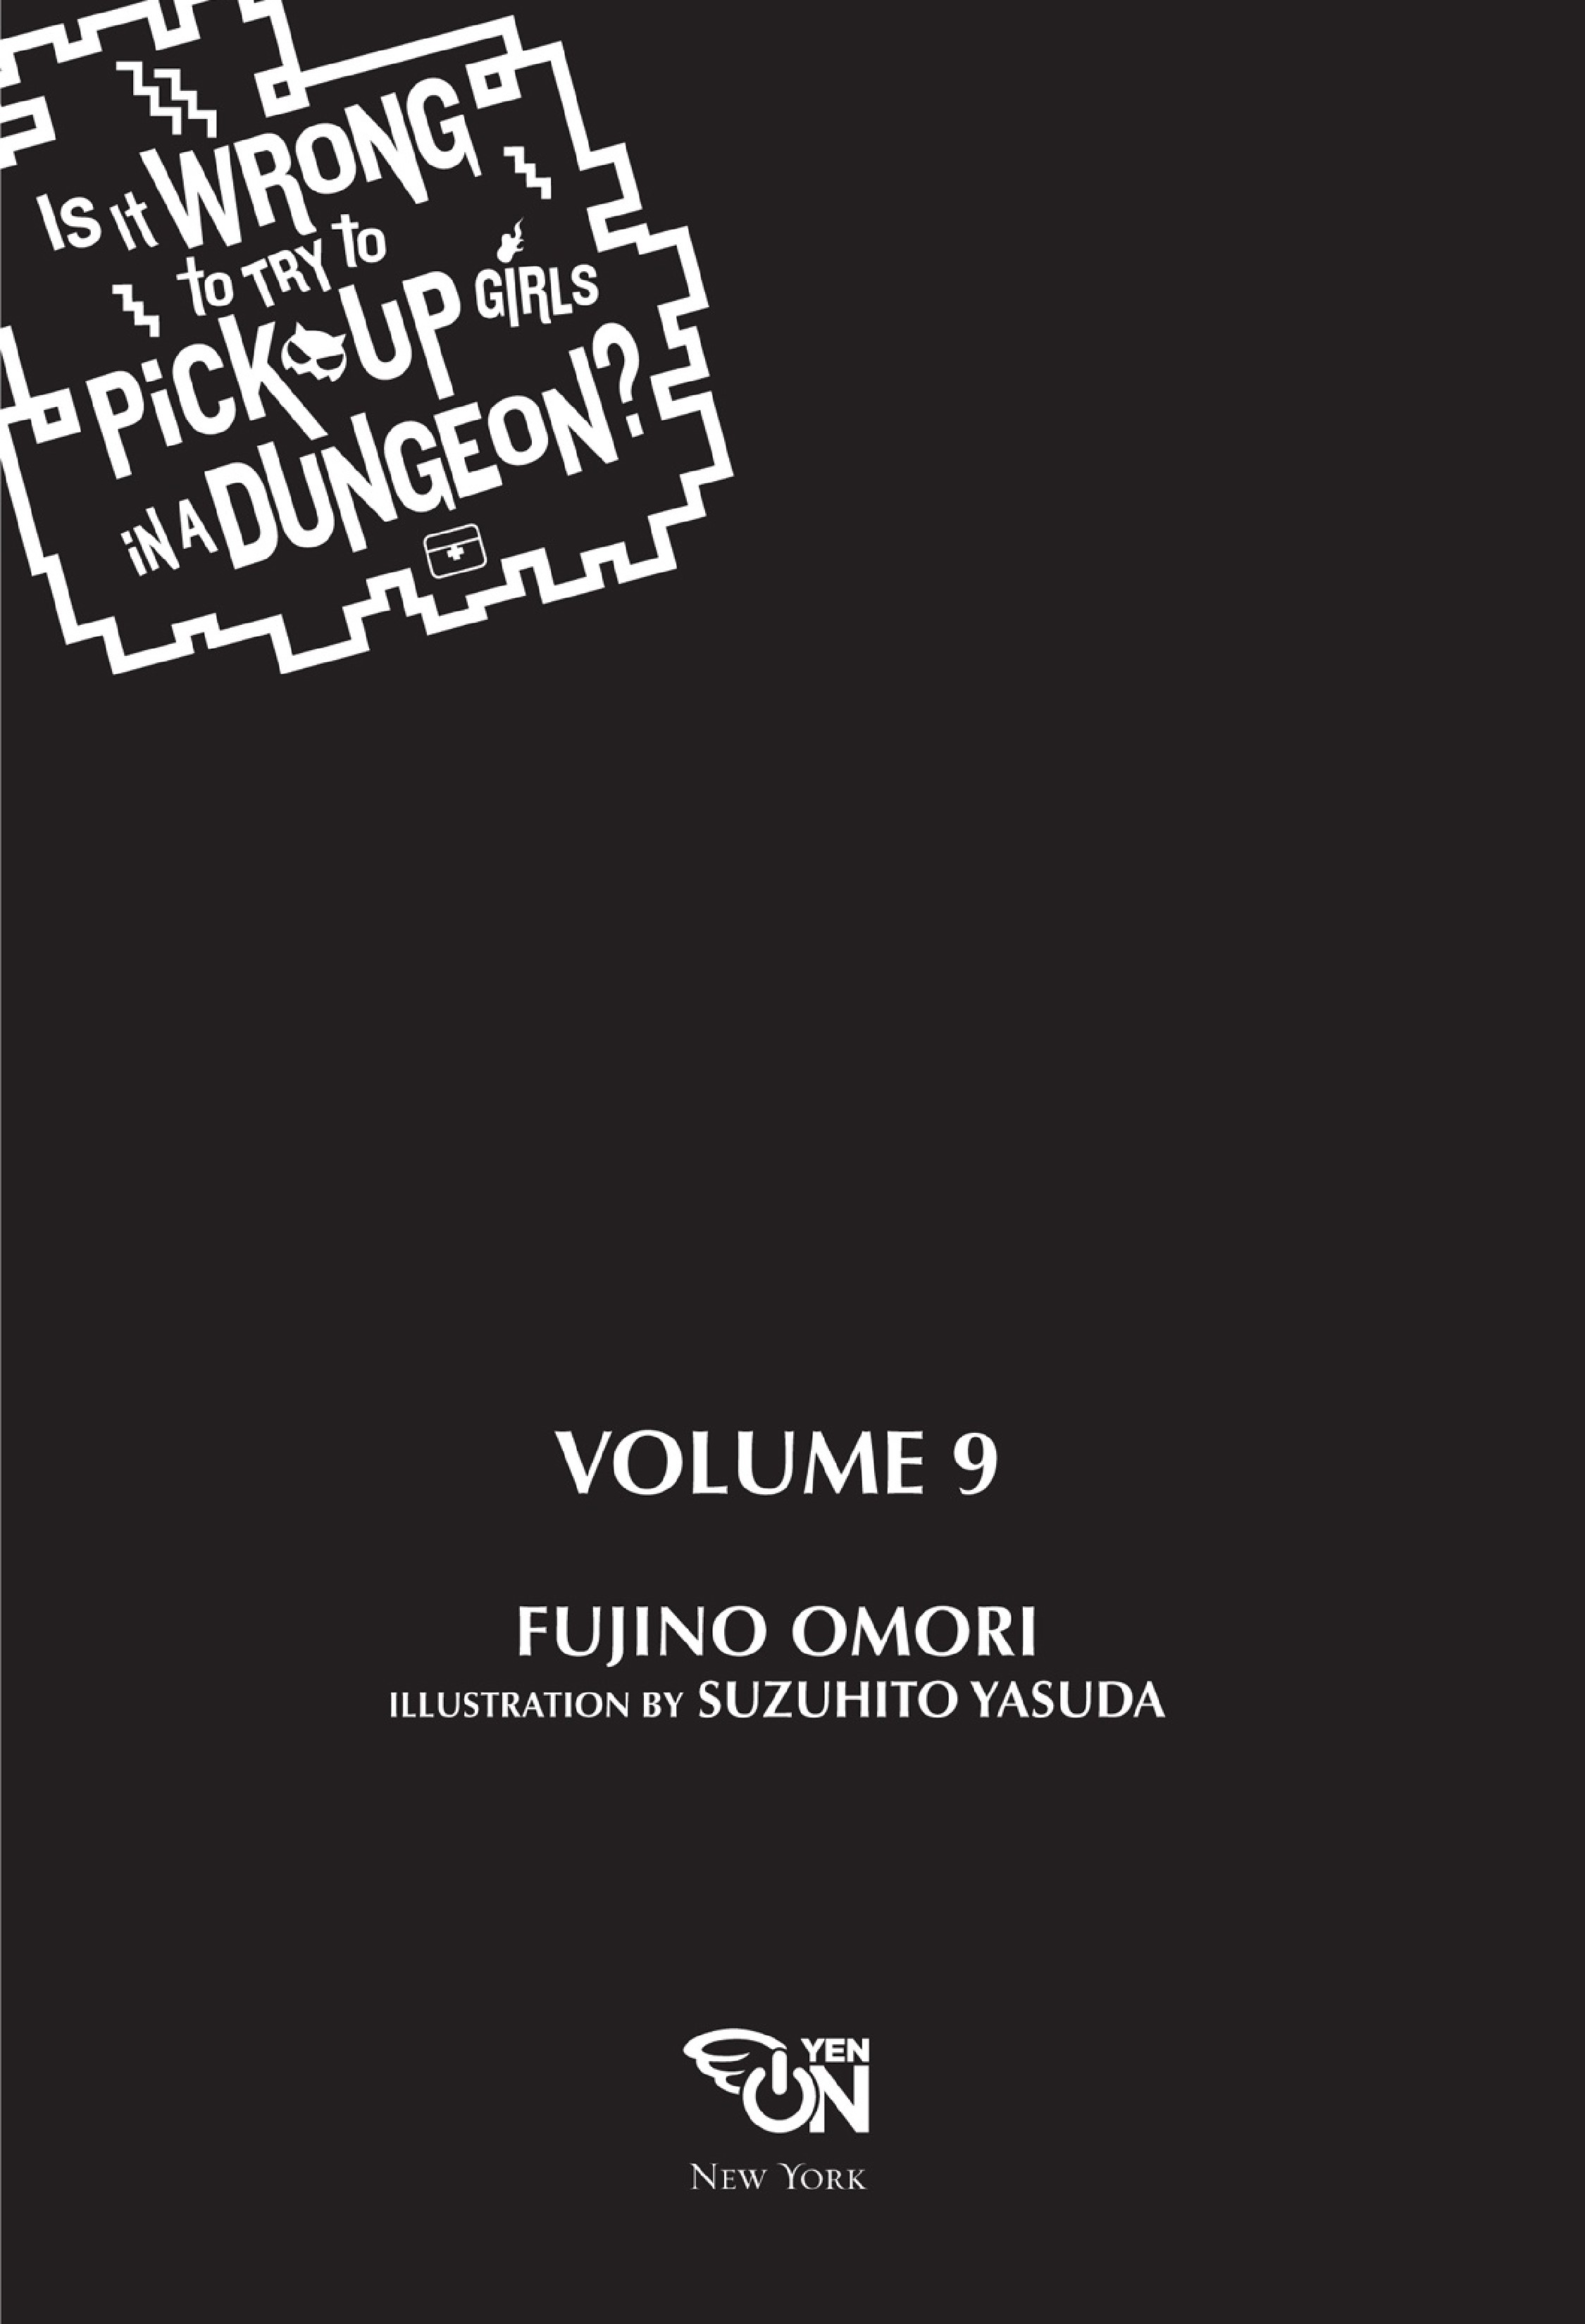 Is It WRONG
to TRY to
PiCK UP GIRLS
iN A DUNGEON?
VOLUME 9
FUJINO OMORI
ILLUSTRATION BY SUZUHITO YASUDA
YEN
ON
NEW YORK